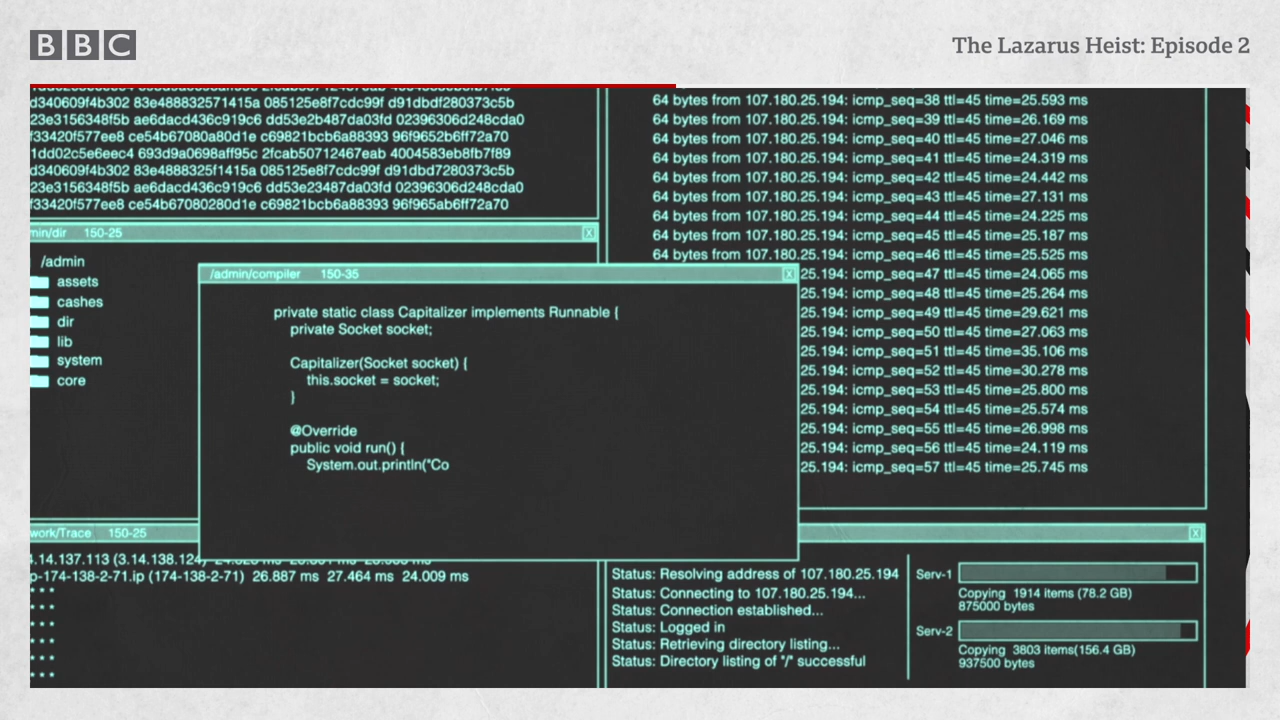 BBC
The Lazarus Heist: Episode 2
d340609f4b302 83e488832571415a 085125e8f7cdc99f d91dbdf280373c5b
23e3156348f5b ae6dacd436c919c6 dd53e2b487da03fd 02396306d248cda0
f33420f577ee8 ce54b67080a80d1e c69821bcb6a88393 96f9652b6ff72a70
1dd02c5e6eec4 693d9a0698aff95c 2fcab50712467eab 4004583eb8fb7f89
d340609f4b302 83e4888325f1415a 085125e8f7cdc99f d91dbd7280373c5b
23e3156348f5b ae6dacd436c919c6 dd53e23487da03fd 02396306d248cda0
f33420f577ee8 ce54b67080280d1e c69821bcb6a88393 96f965ab6ff72a70
min/dir 150-25 X
/admin
assets
cashes
dir
lib
system
core
/admin/compiler 150-35 X
private static class Capitalizer implements Runnable {
private Socket socket;
Capitalizer(Socket socket) {
this.socket = socket;
}
@Override
public void run() {
System.out.println("Co
64 bytes from 107.180.25.194: icmp_seq=38 ttl=45 time=25.593 ms
64 bytes from 107.180.25.194: icmp_seq=39 ttl=45 time=26.169 ms
64 bytes from 107.180.25.194: icmp_seq=40 ttl=45 time=27.046 ms
64 bytes from 107.180.25.194: icmp_seq=41 ttl=45 time=24.319 ms
64 bytes from 107.180.25.194: icmp_seq=42 ttl=45 time=24.442 ms
64 bytes from 107.180.25.194: icmp_seq=43 ttl=45 time=27.131 ms
64 bytes from 107.180.25.194: icmp_seq=44 ttl=45 time=24.225 ms
64 bytes from 107.180.25.194: icmp_seq=45 ttl=45 time=25.187 ms
64 bytes from 107.180.25.194: icmp_seq=46 ttl=45 time=25.525 ms
25.194: icmp_seq=47 ttl=45 time=24.065 ms
25.194: icmp_seq=48 ttl=45 time=25.264 ms
25.194: icmp_seq=49 ttl=45 time=29.621 ms
25.194: icmp_seq=50 ttl=45 time=27.063 ms
25.194: icmp_seq=51 ttl=45 time=35.106 ms
25.194: icmp_seq=52 ttl=45 time=30.278 ms
25.194: icmp_seq=53 ttl=45 time=25.800 ms
25.194: icmp_seq=54 ttl=45 time=25.574 ms
25.194: icmp_seq=55 ttl=45 time=26.998 ms
25.194: icmp_seq=56 ttl=45 time=24.119 ms
25.194: icmp_seq=57 ttl=45 time=25.745 ms
work/Trace 150-25 X
.14.137.113 (3.14.138.124)
p-174-138-2-71.ip (174-138-2-71) 26.887 ms 27.464 ms 24.009 ms
* * *
* * *
* * *
* * *
* * *
* * *
Status: Resolving address of 107.180.25.194
Status: Connecting to 107.180.25.194...
Status: Connection established...
Status: Logged in
Status: Retrieving directory listing...
Status: Directory listing of "/" successful
Serv-1
Copying 1914 items (78.2 GB)
875000 bytes
Serv-2
Copying 3803 items(156.4 GB)
937500 bytes